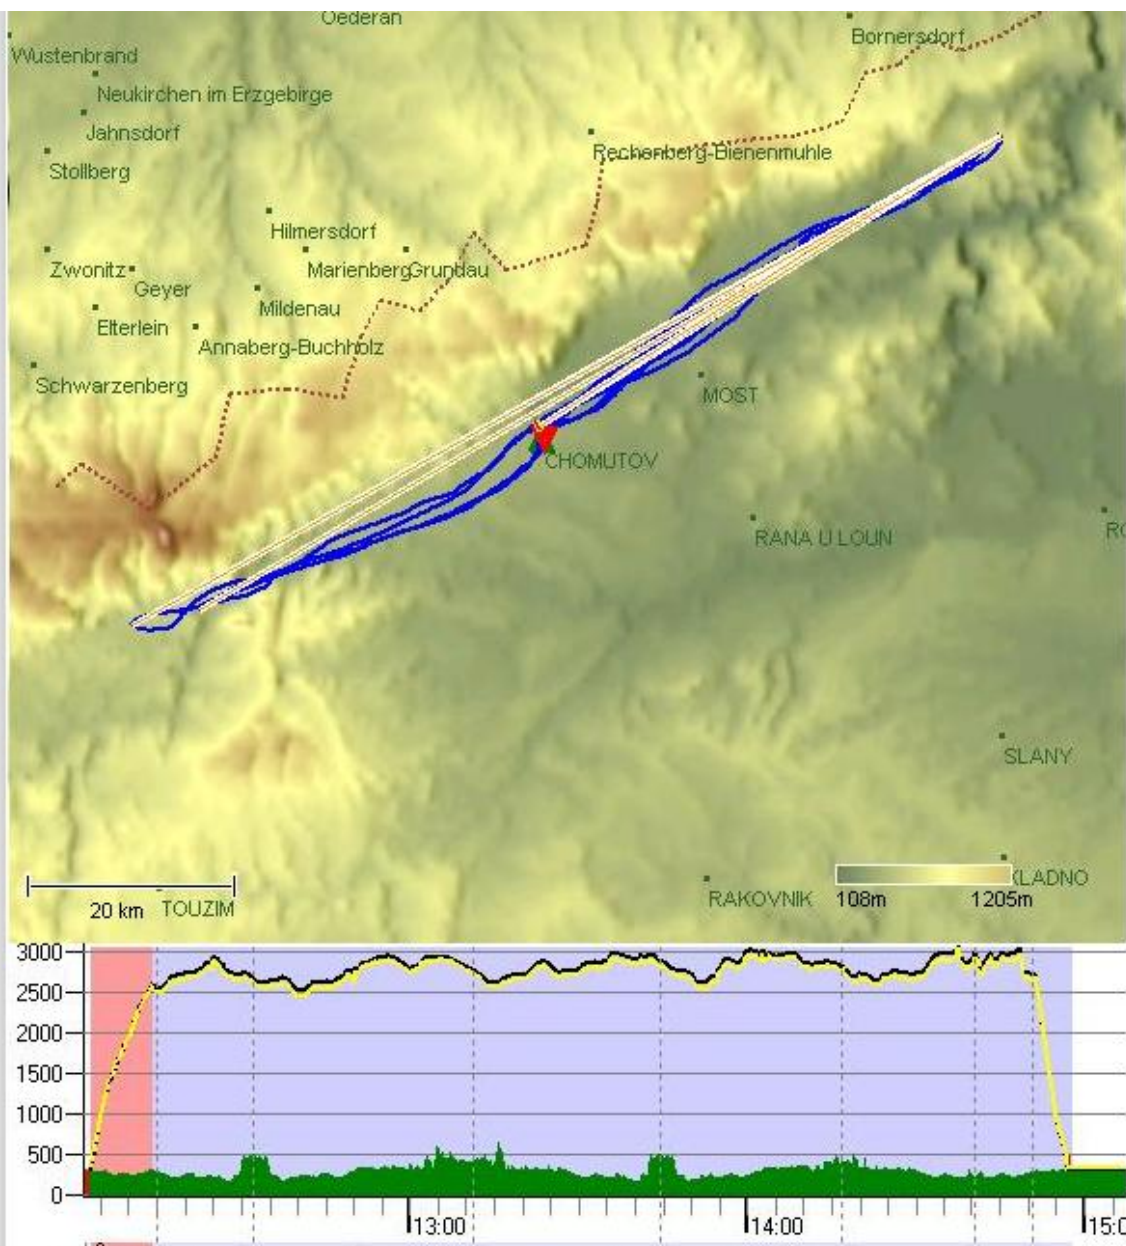 Oederan
Bornersdorf
Wustenbrand
Neukirchen im Erzgebirge
Jahnsdorf
Rechenberg-Bienenmuhle
Stollberg
Hilmersdorf
Zwonitz
Marienberg
Grundau
Geyer
Mildenau
Elterlein
Annaberg-Buchholz
Schwarzenberg
MOST
CHOMUTOV
RANA U LOUN
SLANY
KLADNO
RAKOVNIK
108m 1205m
20 km
TOUZIM
3000
2500
2000
1500
1000
500
0
13:00 14:00